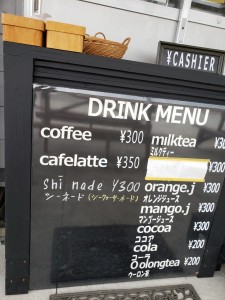 ¥CASHIER
DRINK MENU
coffee ¥300
cafelatte ¥350
shi nade ¥300
シーネード(シークヮーサーネード)
milktea ¥300
ミルクティー
¥300
orange.j ¥300
オレンジジュース
mango.j ¥300
マンゴージュース
cocoa ¥300
ココア
cola ¥200
コーラ
Oolongtea ¥200
ウーロン茶